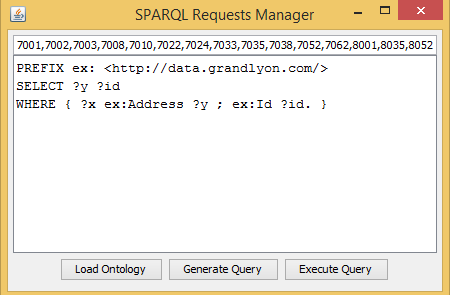 SPARQL Requests Manager
7001,7002,7003,7008,7010,7022,7024,7033,7035,7038,7052,7062,8001,8035,8052
PREFIX ex: <http://data.grandlyon.com/>
SELECT ?y ?id
WHERE { ?x ex:Address ?y ; ex:Id ?id. }
Load Ontology Generate Query Execute Query